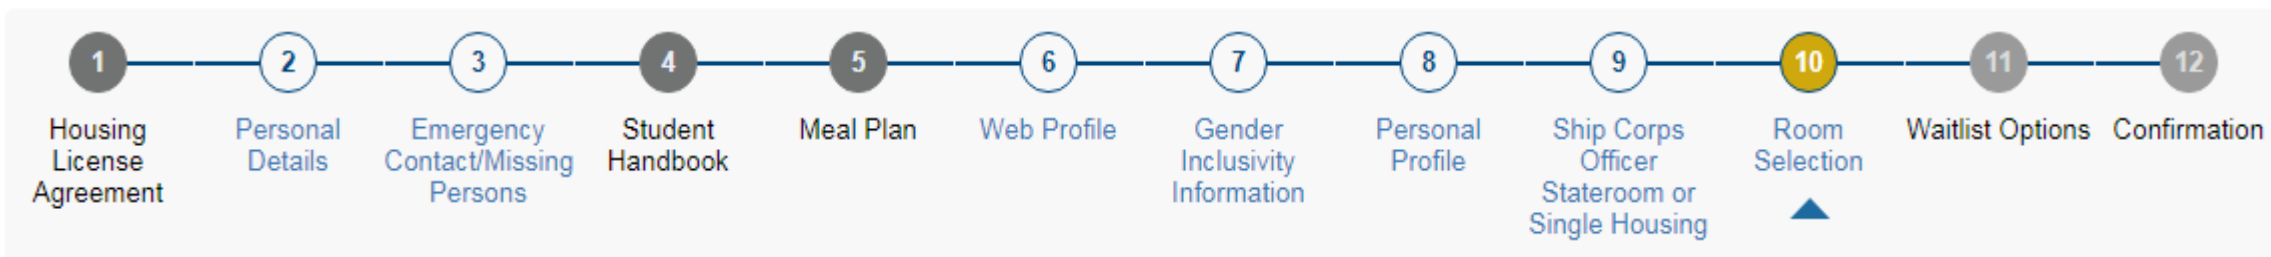 1 2 3 4 5 6 7 8 9 10 11 12
Housing
License
Agreement
Personal
Details
Emergency
Contact/Missing
Persons
Student
Handbook
Meal Plan
Web Profile
Gender
Inclusivity
Information
Personal
Profile
Ship Corps
Officer
Stateroom or
Single Housing
Room
Selection
Waitlist Options
Confirmation